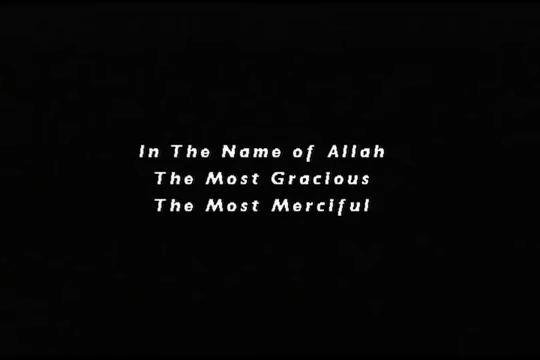 In The Name of Allah
The Most Gracious
The Most Merciful